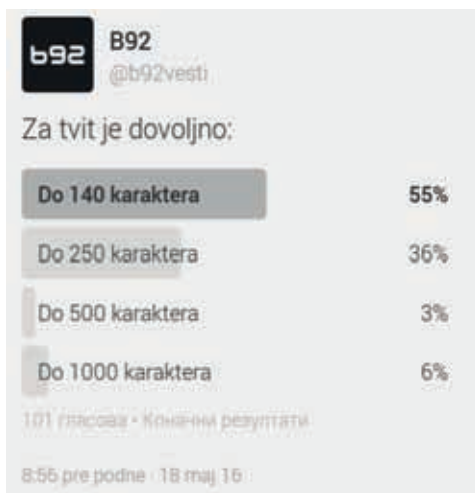 b92
B92
@b92vesti
Za tvit je dovoljno:
Do 140 karaktera 55%
Do 250 karaktera 36%
Do 500 karaktera 3%
Do 1000 karaktera 6%
101 гласова • Коначни резултати
8:56 pre podne · 18 maj 16